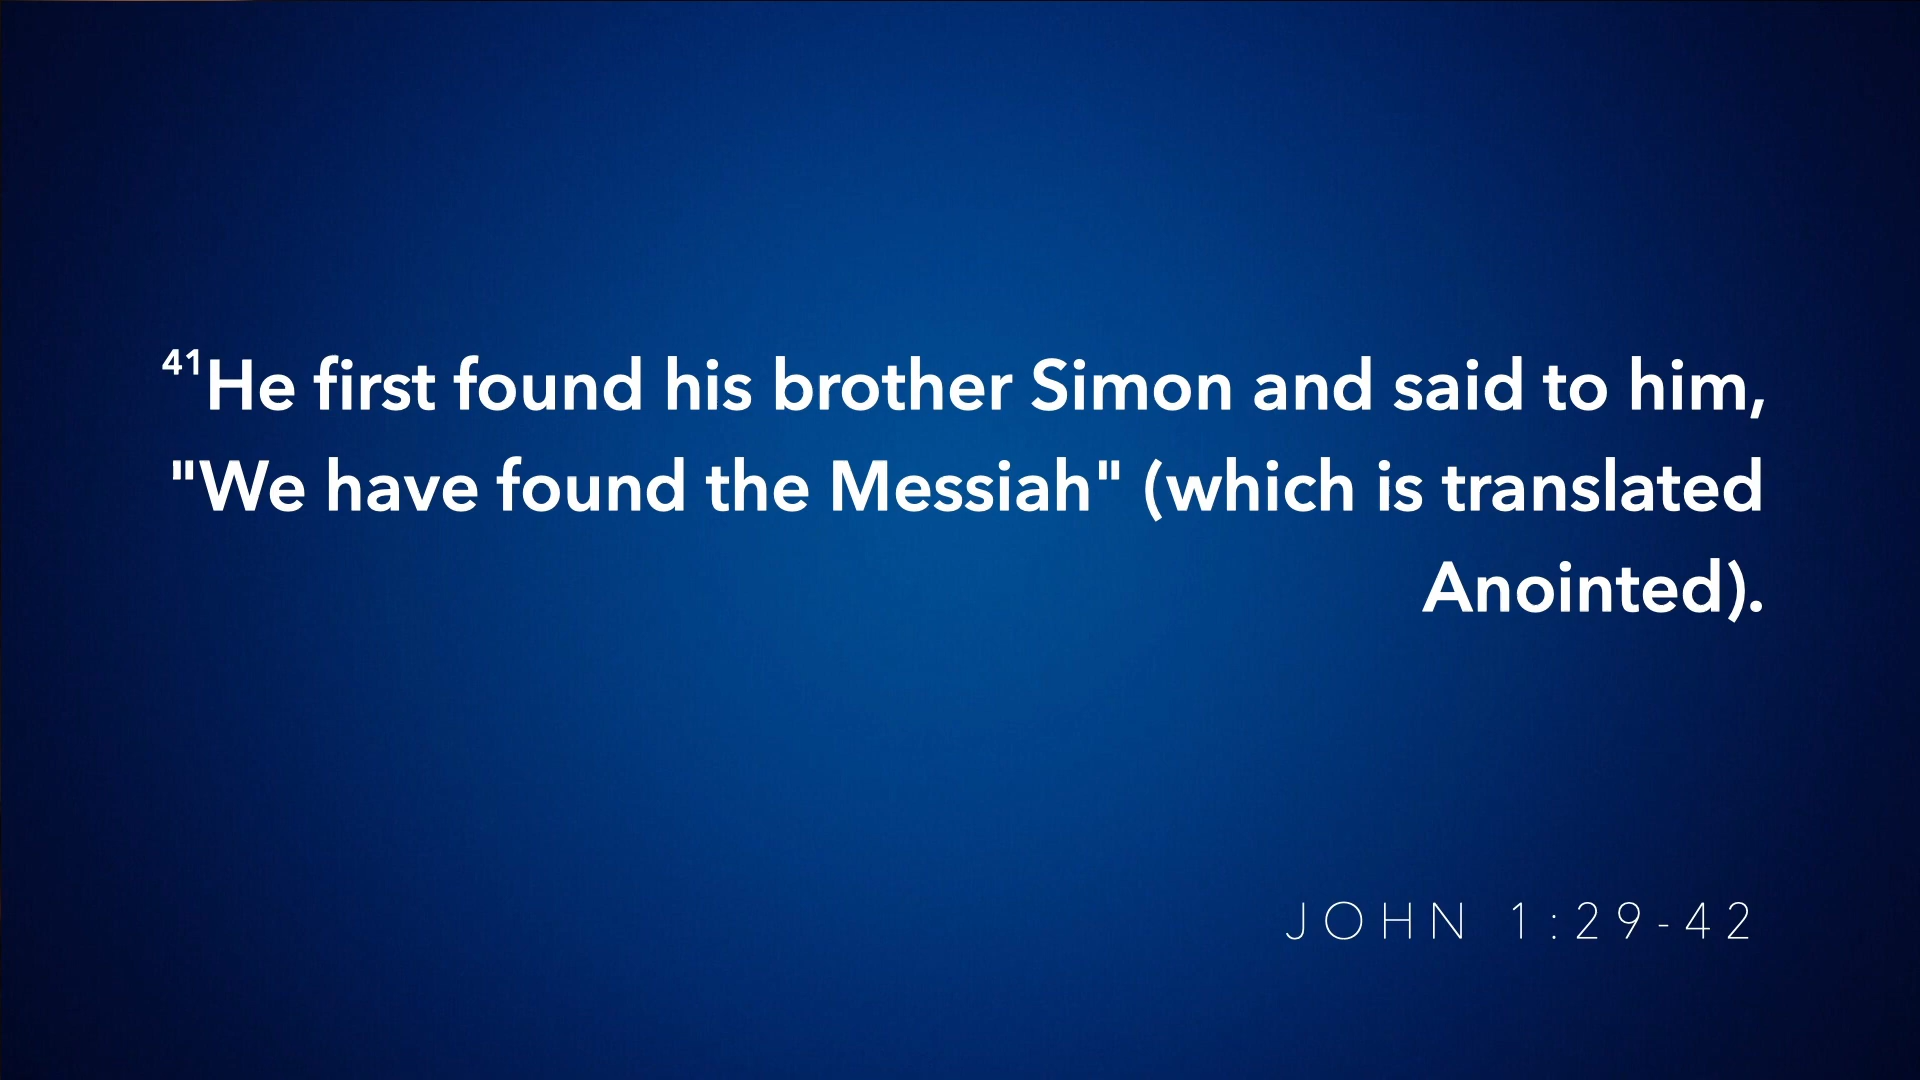 41He first found his brother Simon and said to him,
"We have found the Messiah" (which is translated
Anointed).
JOHN 1:29-42